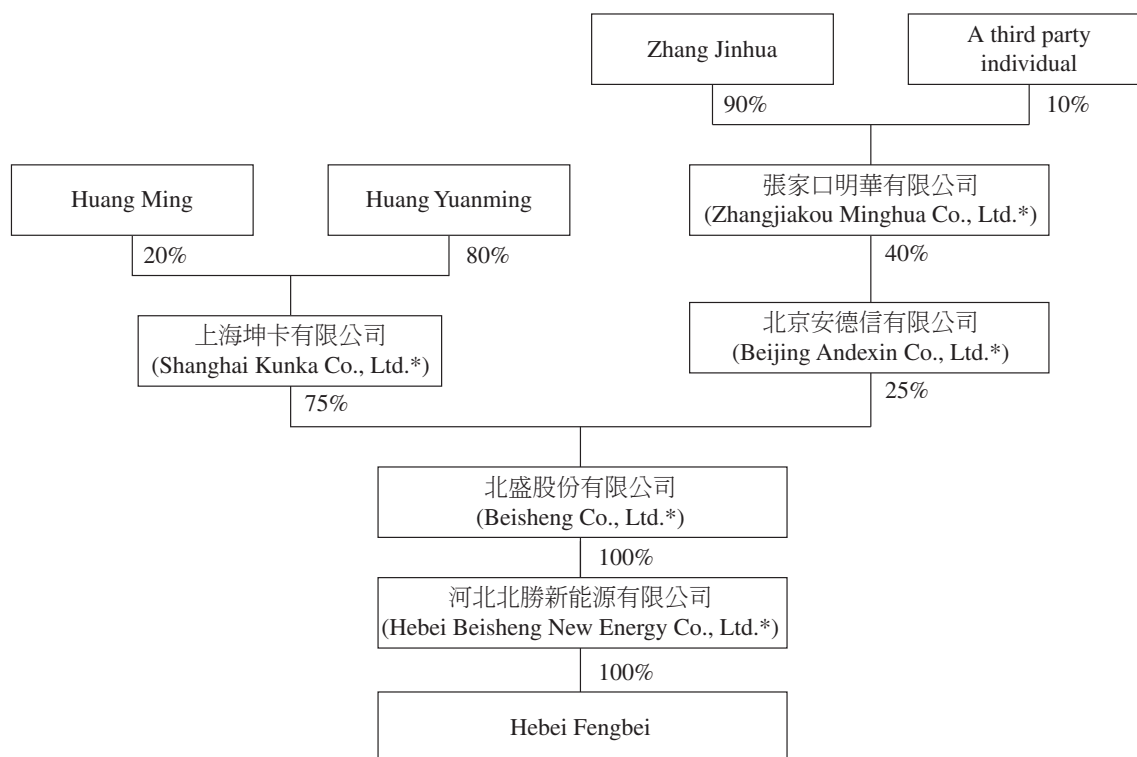 Zhang Jinhua
A third party
individual
90%
10%
Huang Ming
Huang Yuanming
張家口明華有限公司
(Zhangjiakou Minghua Co., Ltd.*)
20%
80%
40%
上海坤卡有限公司
(Shanghai Kunka Co., Ltd.*)
北京安德信有限公司
(Beijing Andexin Co., Ltd.*)
75%
25%
北盛股份有限公司
(Beisheng Co., Ltd.*)
100%
河北北勝新能源有限公司
(Hebei Beisheng New Energy Co., Ltd.*)
100%
Hebei Fengbei